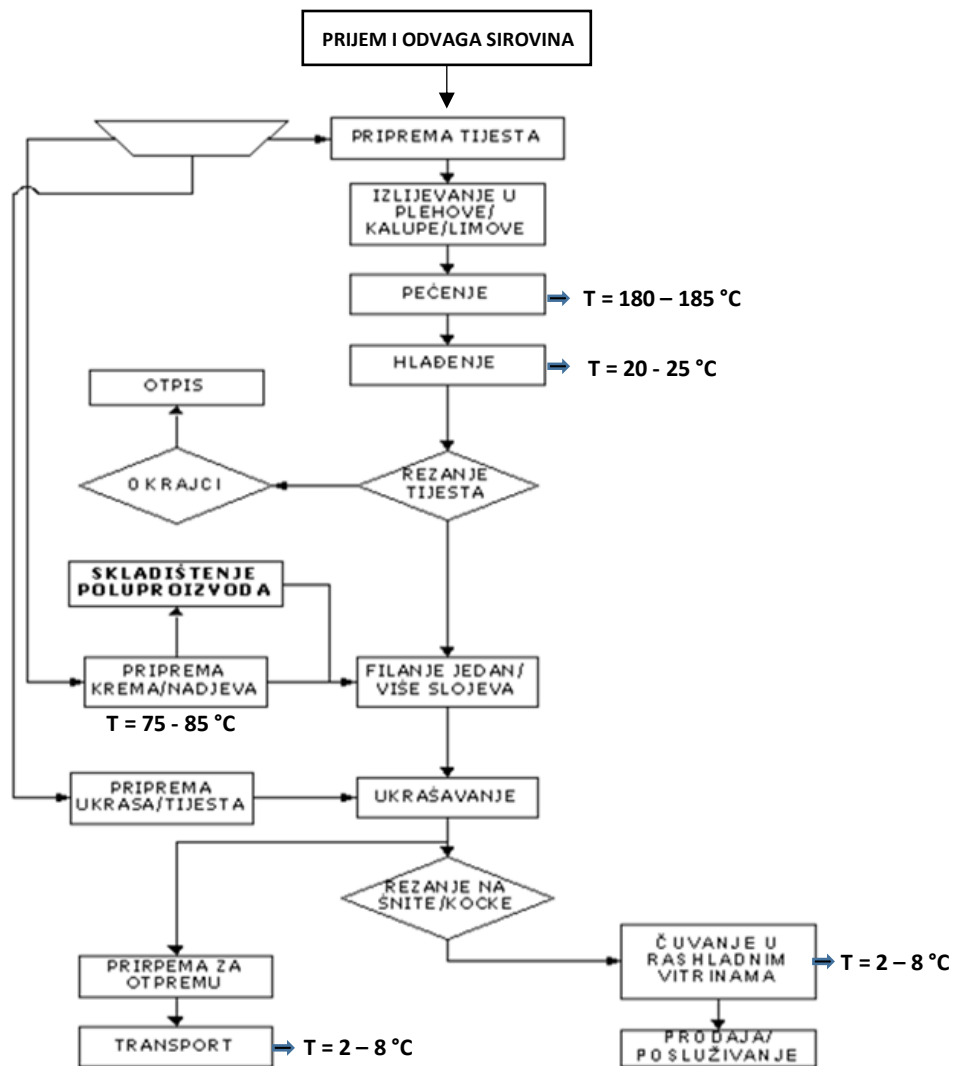 PRIJEM I ODVAGA SIROVINA
PRIPREMA TIJESTA
IZLIJEVANJE U
PLEHOVE/
KALUPE/LIMOVE
PEĆENJE
T = 180 – 185 °C
HLAĐENJE
T = 20 - 25 °C
OTPIS
OKRAJCI
REZANJE
TIJESTA
SKLADIŠTENJE
POLUPROIZVODA
PRIPREMA
KREMA/NADJEVA
T = 75 - 85 °C
FILANJE JEDAN/
VIŠE SLOJEVA
PRIPREMA
UKRASA/TIJESTA
UKRAŠAVANJE
REZANJE NA
ŠNITE/KOCKE
PRIRPEMA ZA
OTPREMU
ČUVANJE U
RASHLADNIM
VITRINAMA
T = 2 – 8 °C
TRANSPORT
T = 2 – 8 °C
PRODAJA/
POSLUŽIVANJE